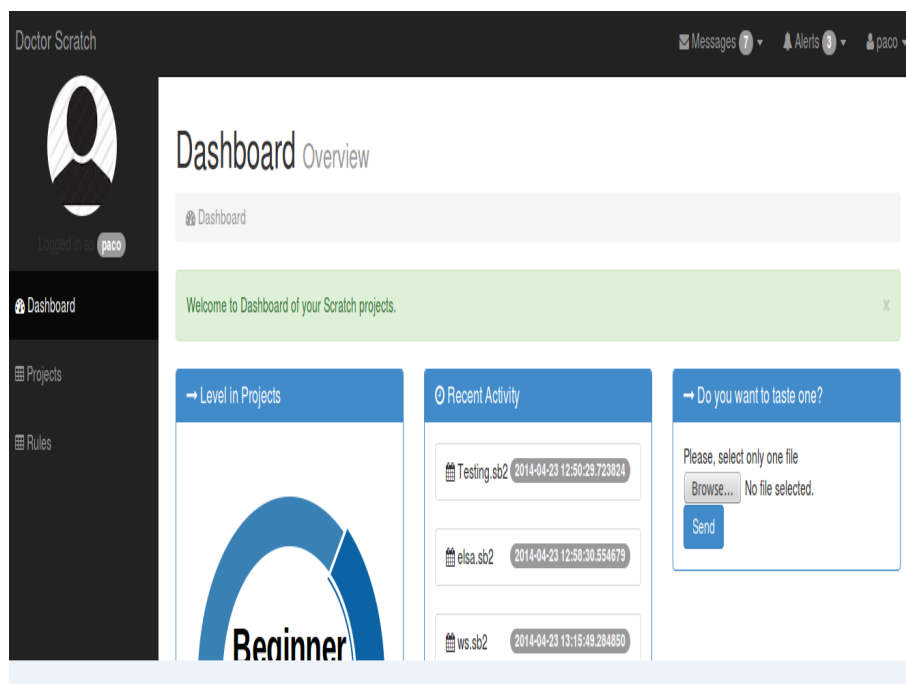 Doctor Scratch
Messages 7
Alerts 3
paco
Logged in as paco
Dashboard
Projects
Rules
Dashboard Overview
Dashboard
Welcome to Dashboard of your Scratch projects.
x
Level in Projects
Beginner
Recent Activity
Testing.sb2 2014-04-23 12:50:29.723824
elsa.sb2 2014-04-23 12:58:30.554679
ws.sb2 2014-04-23 13:15:49.284850
Do you want to taste one?
Please, select only one file
Browse... No file selected.
Send